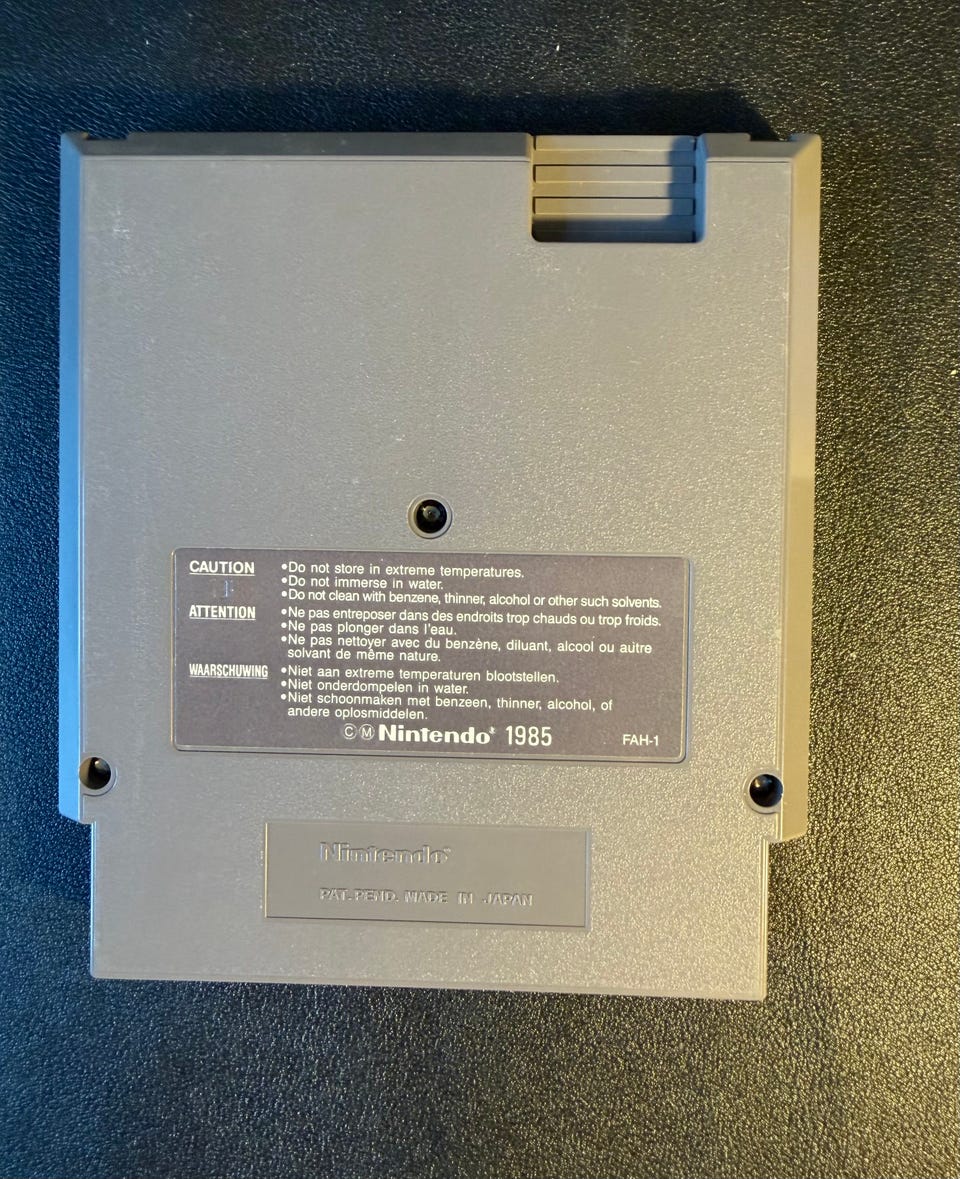 CAUTION •Do not store in extreme temperatures.
•Do not immerse in water.
•Do not clean with benzene, thinner, alcohol or other such solvents.
ATTENTION •Ne pas entreposer dans des endroits trop chauds ou trop froids.
•Ne pas plonger dans l'eau.
•Ne pas nettoyer avec du benzène, diluant, alcool ou autre
solvant de même nature.
WAARSCHUWING •Niet aan extreme temperaturen blootstellen.
•Niet onderdompelen in water.
•Niet schoonmaken met benzeen, thinner, alcohol, of
andere oplosmiddelen.
©Ⓜ Nintendo® 1985 FAH-1
Nintendo®
PAT. PEND. MADE IN JAPAN